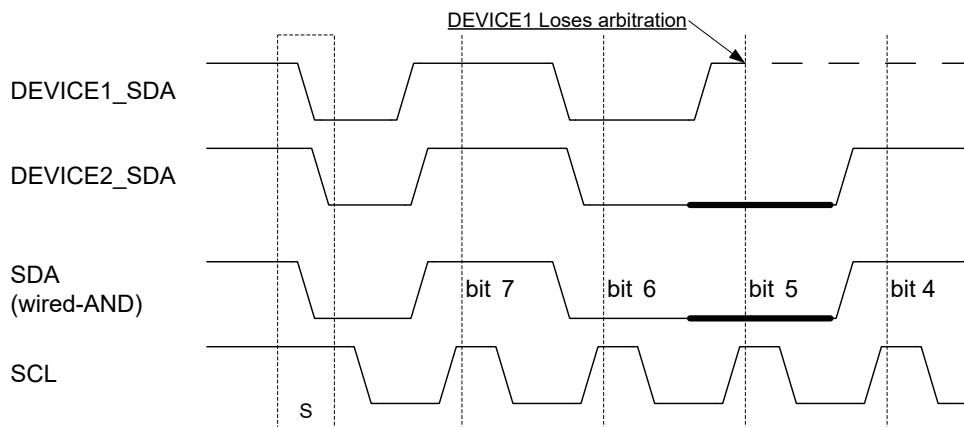 DEVICE1 Loses arbitration
DEVICE1_SDA
DEVICE2_SDA
SDA
(wired-AND)
bit 7 bit 6 bit 5 bit 4
SCL
S